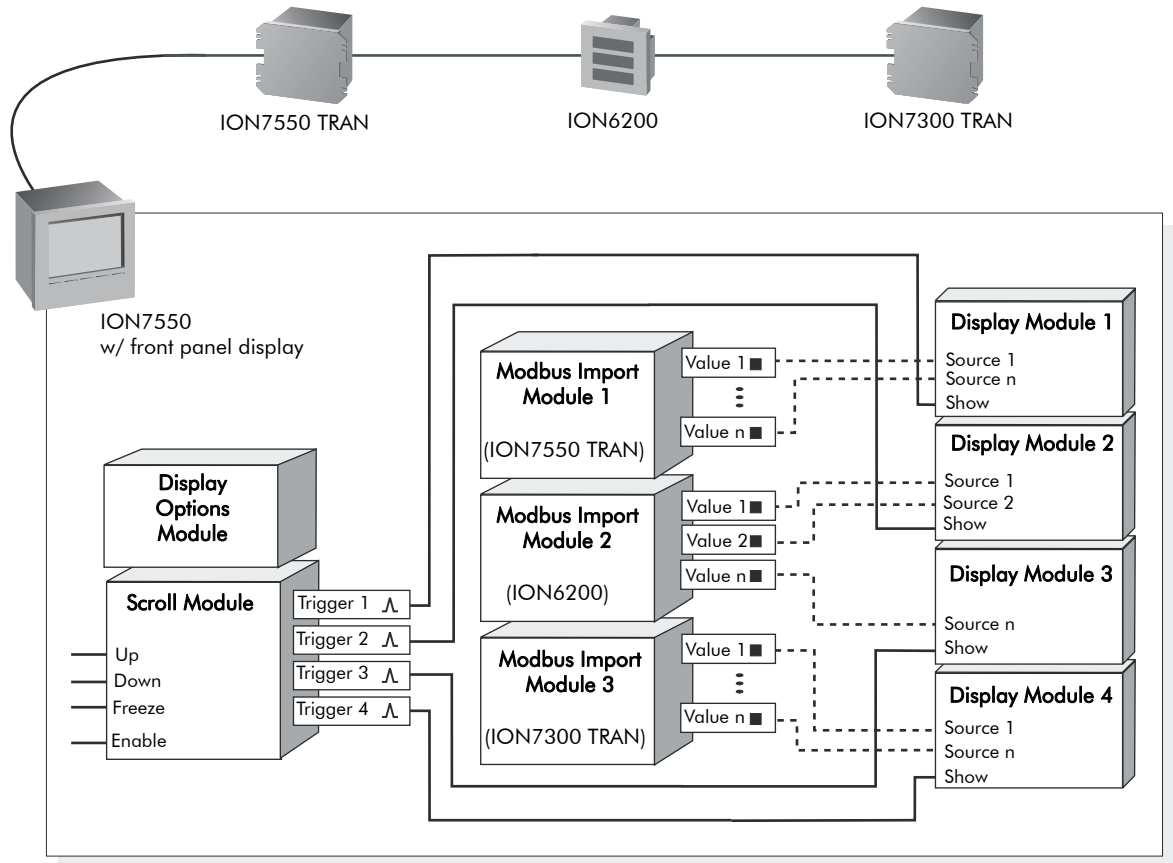 ION7550 TRAN
ION6200
ION7300 TRAN
ION7550
w/ front panel display
Display
Options
Module
Scroll Module
Up
Down
Freeze
Enable
Trigger 1
Trigger 2
Trigger 3
Trigger 4
Modbus Import
Module 1
(ION7550 TRAN)
Value 1
Value n
Modbus Import
Module 2
(ION6200)
Value 1
Value 2
Value n
Modbus Import
Module 3
(ION7300 TRAN)
Value 1
Value n
Display Module 1
Source 1
Source n
Show
Display Module 2
Source 1
Source 2
Show
Display Module 3
Source n
Show
Display Module 4
Source 1
Source n
Show